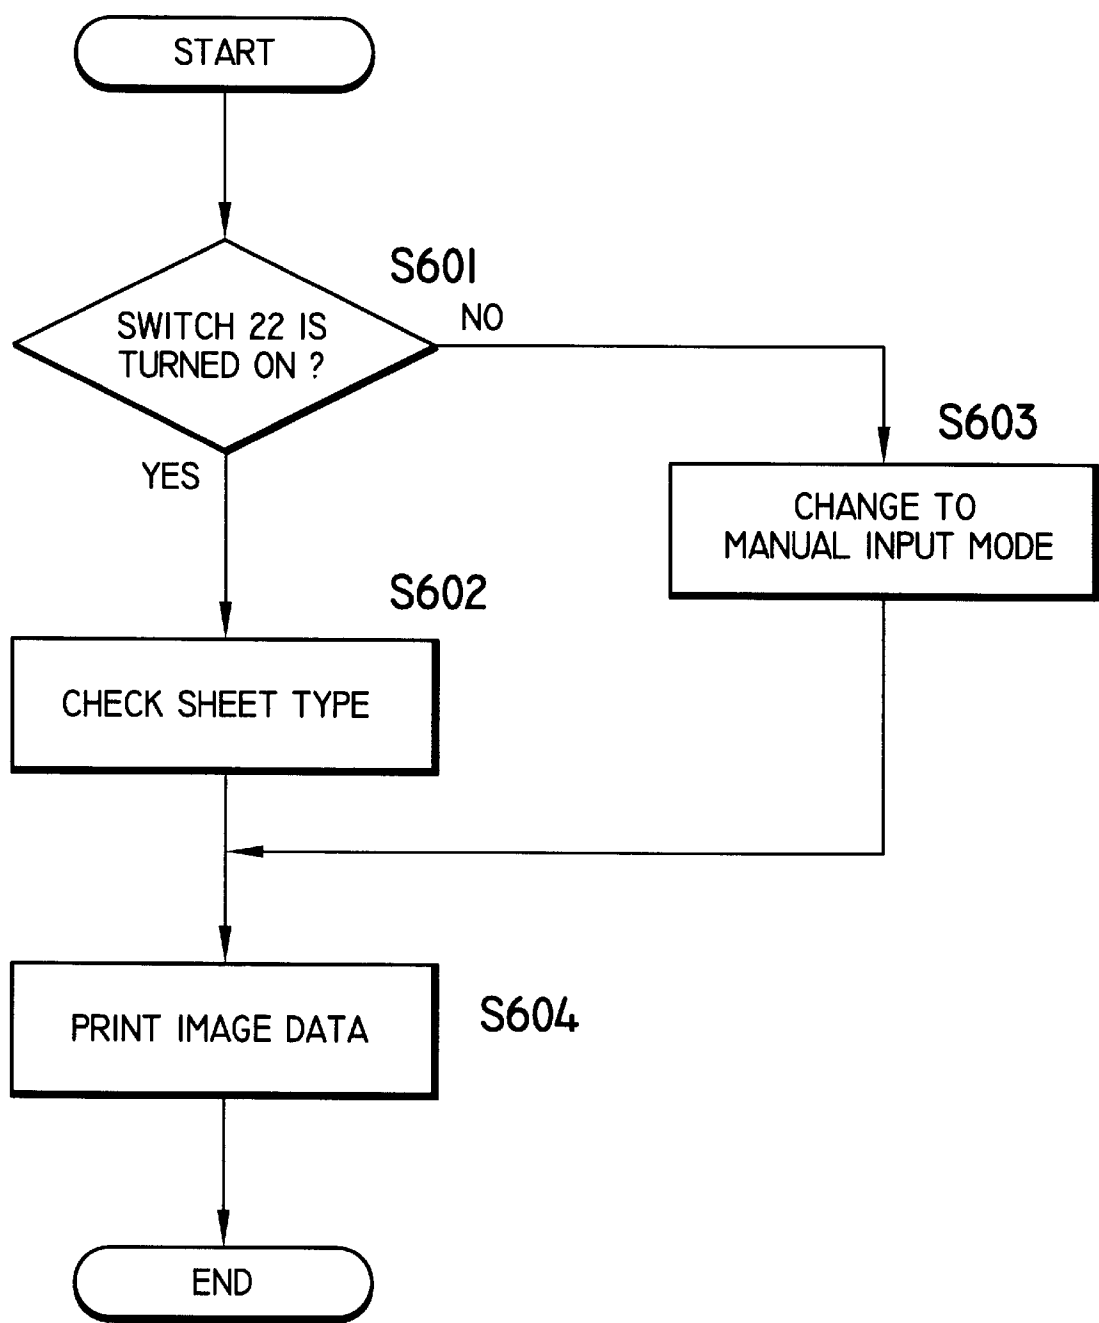 START
S601
SWITCH 22 IS
TURNED ON ?
NO
YES
S603
CHANGE TO
MANUAL INPUT MODE
S602
CHECK SHEET TYPE
PRINT IMAGE DATA
S604
END